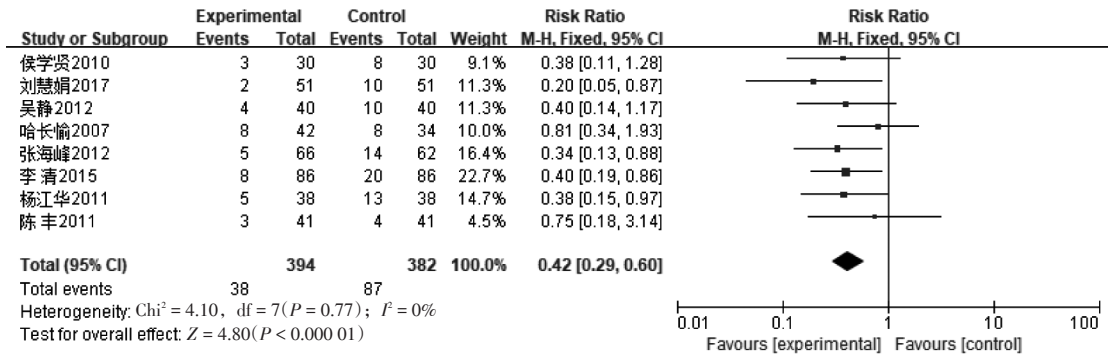 Experimental Control Risk Ratio Risk Ratio
Study or Subgroup Events Total Events Total Weight M-H, Fixed, 95% CI M-H, Fixed, 95% CI
侯学贤2010 3 30 8 30 9.1% 0.38 [0.11, 1.28]
刘慧娟2017 2 51 10 51 11.3% 0.20 [0.05, 0.87]
吴静2012 4 40 10 40 11.3% 0.40 [0.14, 1.17]
哈长愉2007 8 42 8 34 10.0% 0.81 [0.34, 1.93]
张海峰2012 5 66 14 62 16.4% 0.34 [0.13, 0.88]
李 清2015 8 86 20 86 22.7% 0.40 [0.19, 0.86]
杨江华2011 5 38 13 38 14.7% 0.38 [0.15, 0.97]
陈 丰2011 3 41 4 41 4.5% 0.75 [0.18, 3.14]
Total (95% CI) 394 382 100.0% 0.42 [0.29, 0.60]
Total events 38 87
Heterogeneity: Chi² = 4.10, df = 7(P = 0.77); I² = 0%
Test for overall effect: Z = 4.80(P < 0.000 01)
0.01 0.1 1 10 100
Favours [experimental] Favours [control]